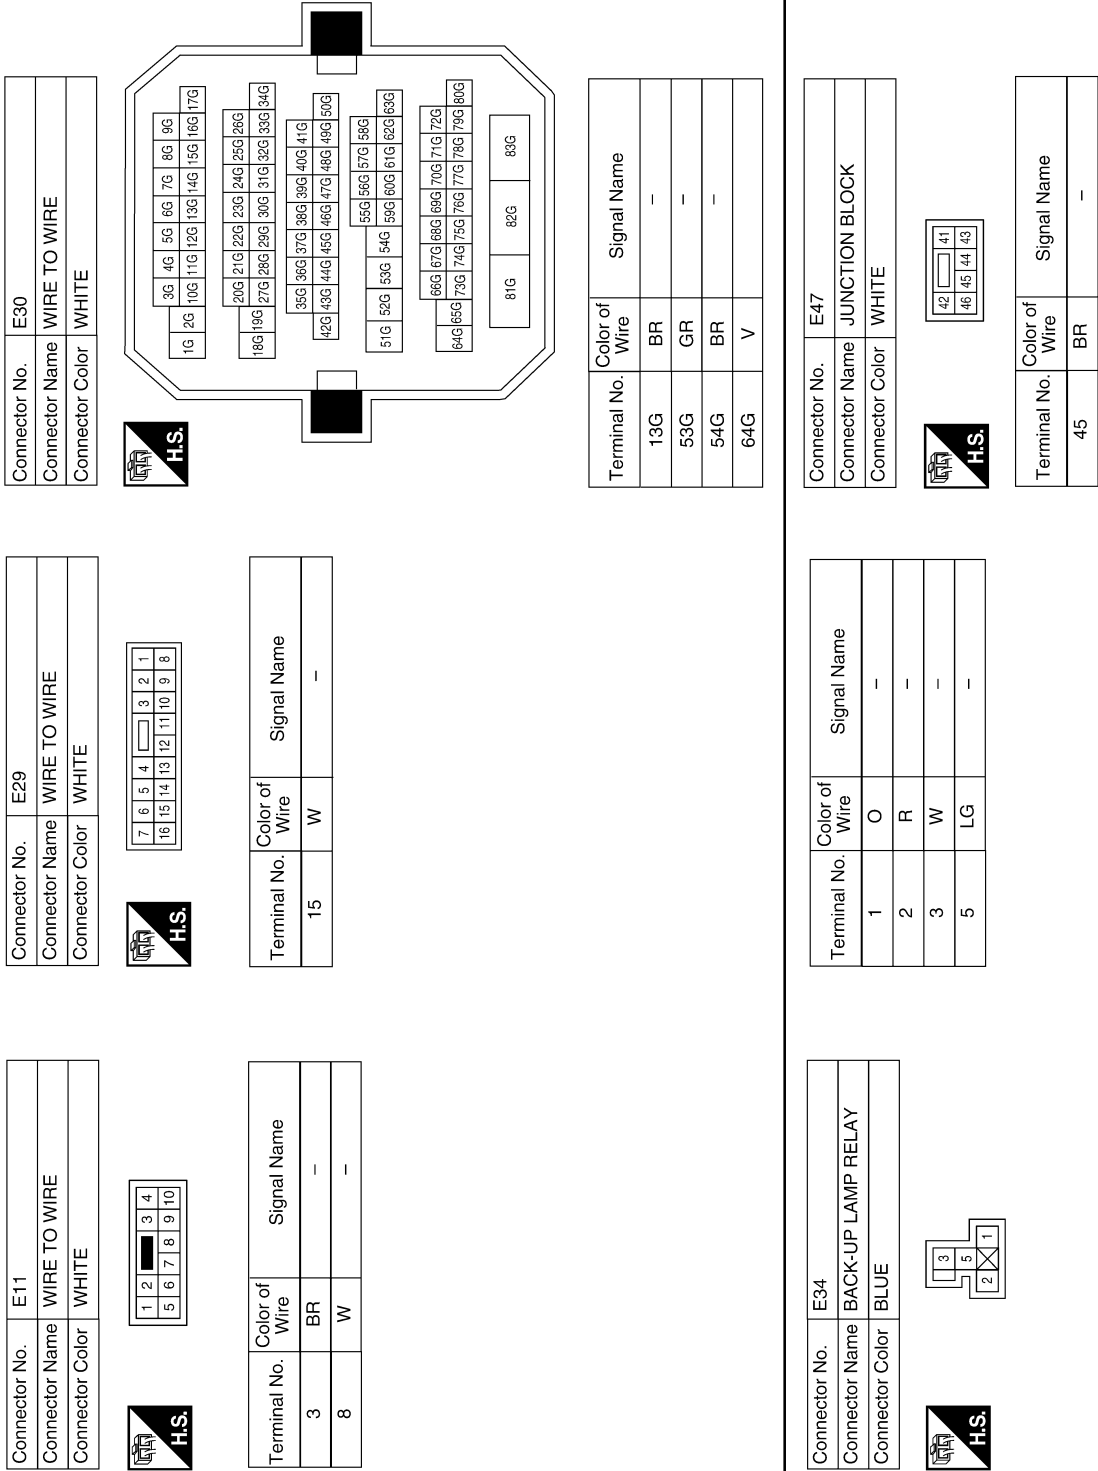 Connector No. E11
Connector Name WIRE TO WIRE
Connector Color WHITE
H.S.
1 2 3 4
5 6 7 8 9 10
Terminal No. Color of Wire Signal Name
3 BR –
8 W –
Connector No. E29
Connector Name WIRE TO WIRE
Connector Color WHITE
H.S.
7 6 5 4 3 2 1
16 15 14 13 12 11 10 9 8
Terminal No. Color of Wire Signal Name
15 W –
Connector No. E30
Connector Name WIRE TO WIRE
Connector Color WHITE
H.S.
1G 2G 3G 4G 5G 6G 7G 8G 9G
10G 11G 12G 13G 14G 15G 16G 17G
18G 19G 20G 21G 22G 23G 24G 25G 26G
27G 28G 29G 30G 31G 32G 33G 34G
35G 36G 37G 38G 39G 40G 41G
42G 43G 44G 45G 46G 47G 48G 49G 50G
51G 52G 53G 54G 55G 56G 57G 58G
59G 60G 61G 62G 63G
64G 65G 66G 67G 68G 69G 70G 71G 72G
73G 74G 75G 76G 77G 78G 79G 80G
81G 82G 83G
Terminal No. Color of Wire Signal Name
13G BR –
53G GR –
54G BR –
64G V –
Connector No. E34
Connector Name BACK-UP LAMP RELAY
Connector Color BLUE
H.S.
3
5
2 1
Terminal No. Color of Wire Signal Name
1 O –
2 R –
3 W –
5 LG –
Connector No. E47
Connector Name JUNCTION BLOCK
Connector Color WHITE
H.S.
42 41
46 45 44 43
Terminal No. Color of Wire Signal Name
45 BR –